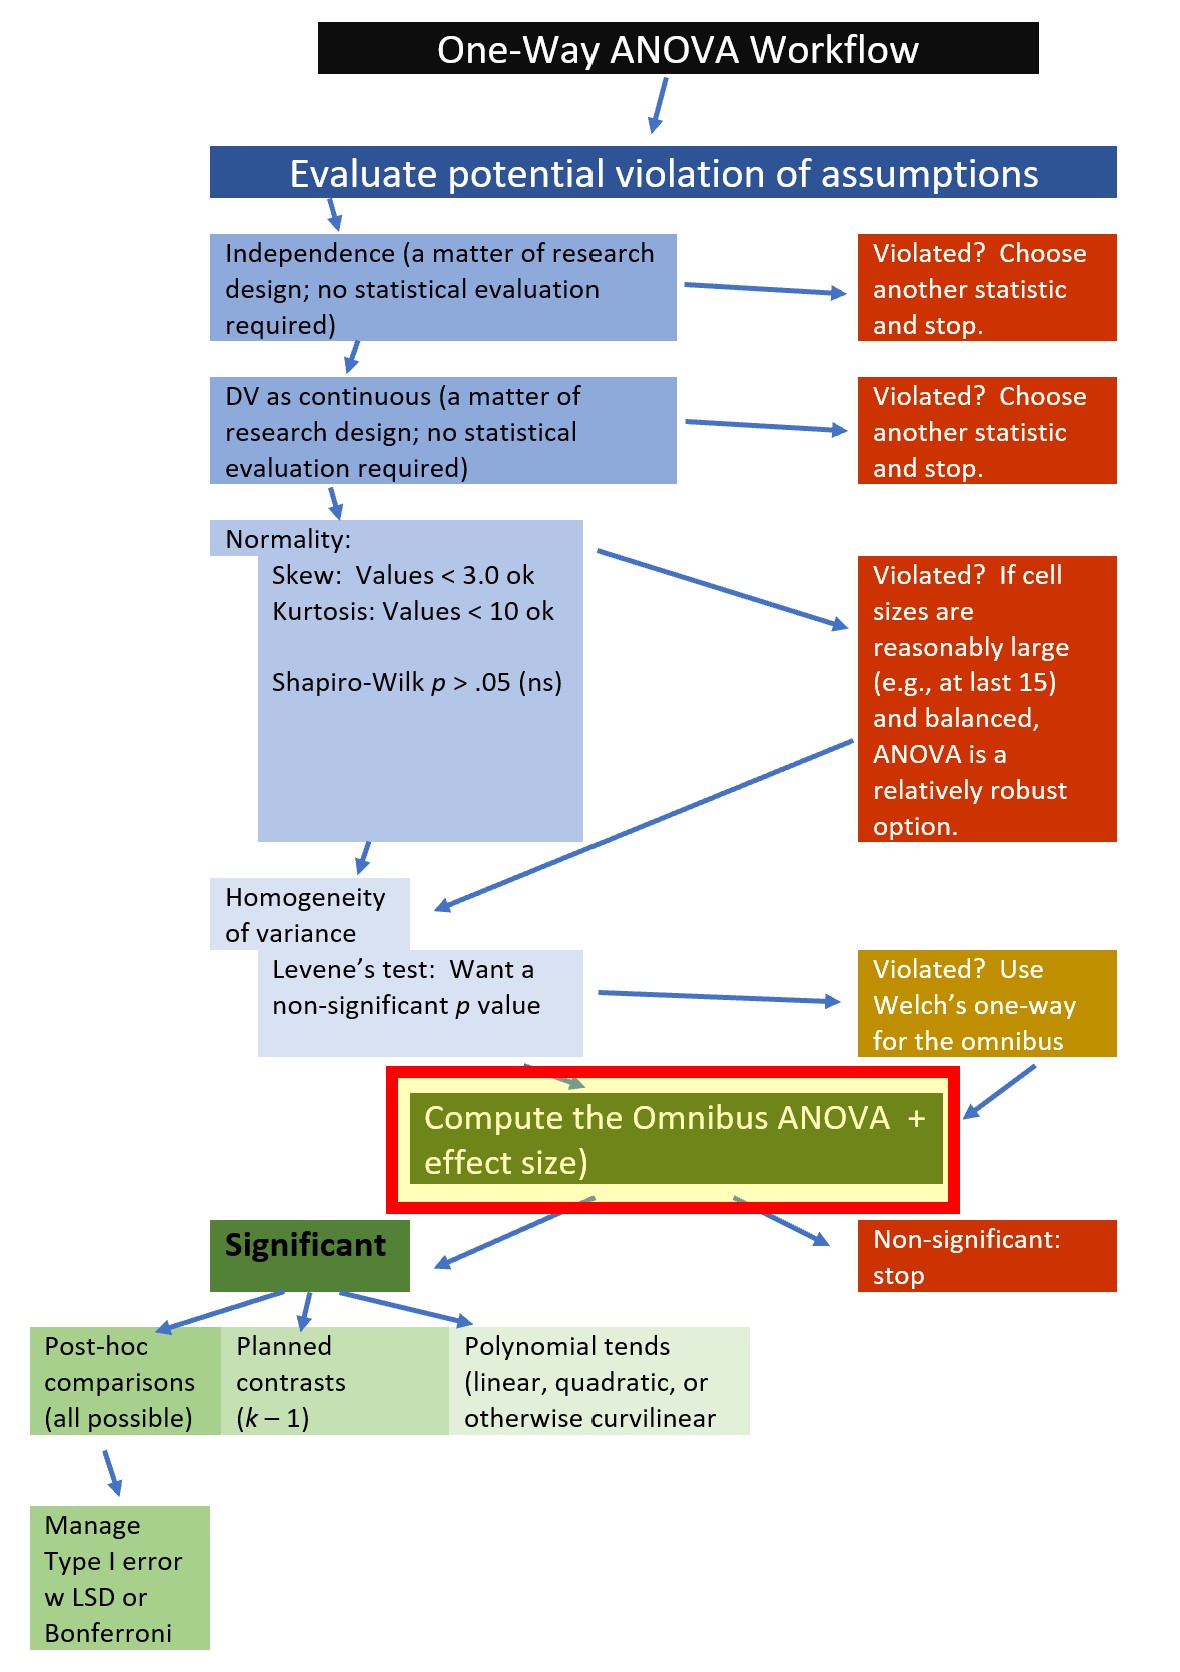 One-Way ANOVA Workflow
Evaluate potential violation of assumptions
Independence (a matter of research
design; no statistical evaluation
required)
Violated?  Choose
another statistic
and stop.
DV as continuous (a matter of
research design; no statistical
evaluation required)
Violated?  Choose
another statistic
and stop.
Normality:
Skew:  Values < 3.0 ok
Kurtosis: Values < 10 ok
Shapiro-Wilk p > .05 (ns)
Violated?  If cell
sizes are
reasonably large
(e.g., at last 15)
and balanced,
ANOVA is a
relatively robust
option.
Homogeneity
of variance
Levene’s test:  Want a
non-significant p value
Violated?  Use
Welch’s one-way
for the omnibus
Compute the Omnibus ANOVA  +
effect size)
Significant
Non-significant:
stop
Post-hoc
comparisons
(all possible)
Planned
contrasts
(k – 1)
Polynomial tends
(linear, quadratic, or
otherwise curvilinear
Manage
Type I error
w LSD or
Bonferroni